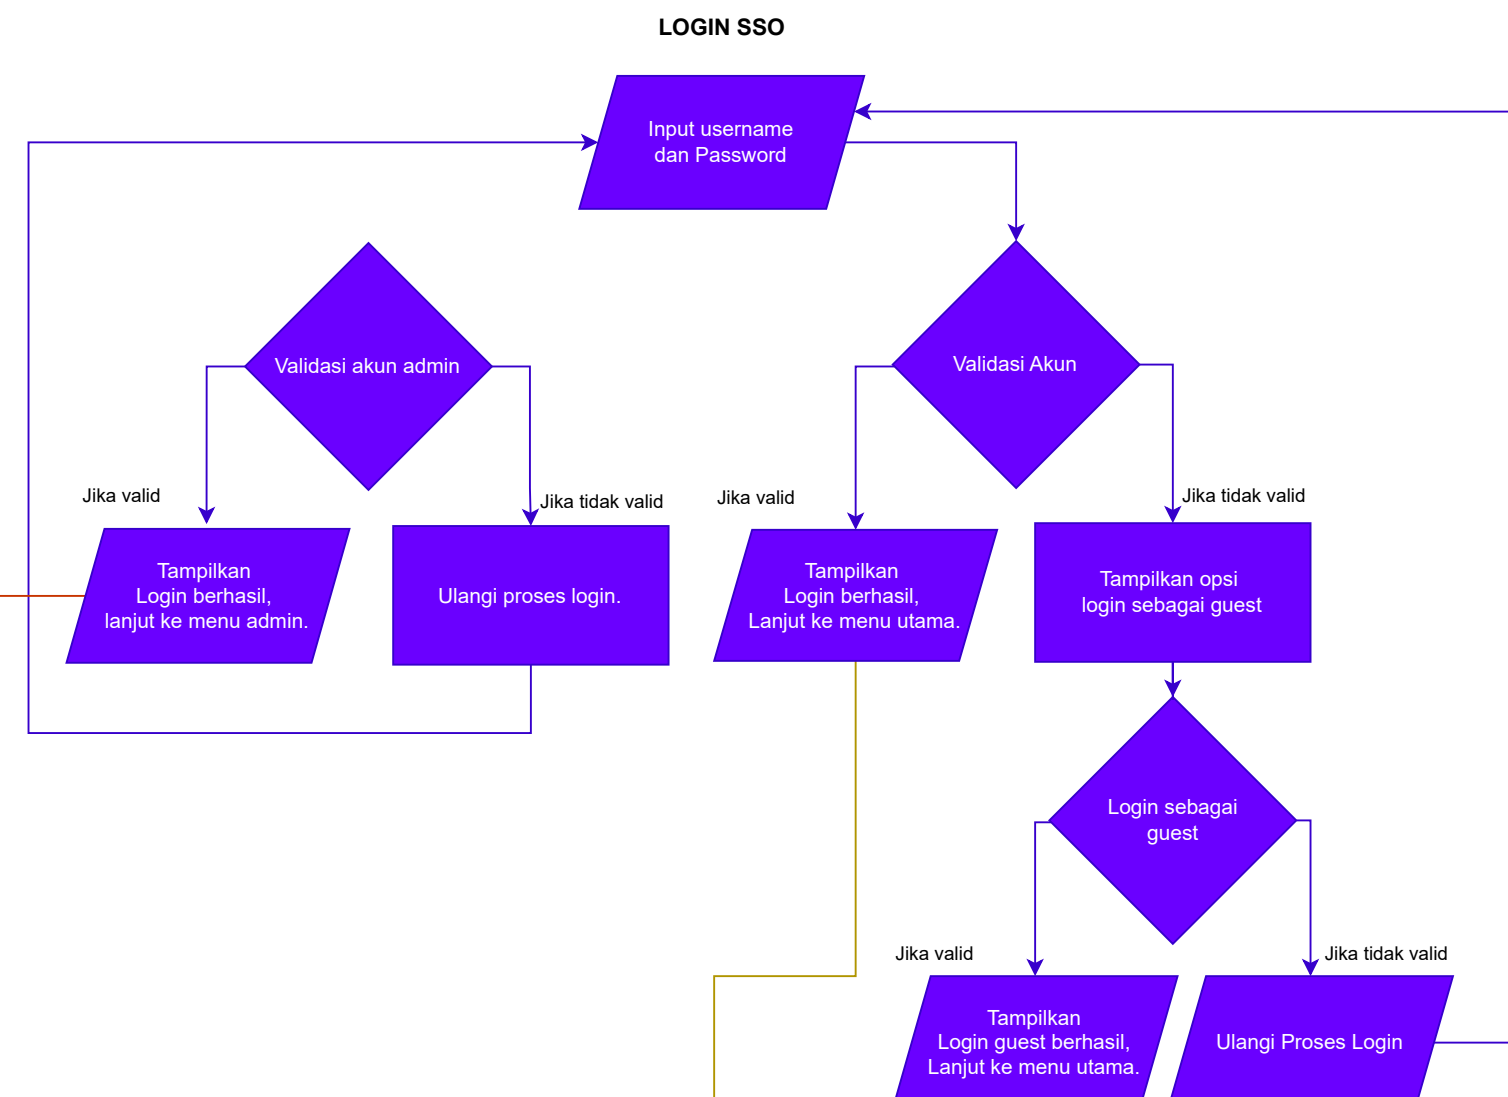 LOGIN SSO
Input username
dan Password
Validasi akun admin
Validasi Akun
Jika valid
Jika tidak valid
Jika valid
Jika tidak valid
Tampilkan
Login berhasil,
lanjut ke menu admin.
Ulangi proses login.
Tampilkan
Login berhasil,
Lanjut ke menu utama.
Tampilkan opsi
login sebagai guest
Login sebagai
guest
Jika valid
Jika tidak valid
Tampilkan
Login guest berhasil,
Lanjut ke menu utama.
Ulangi Proses Login